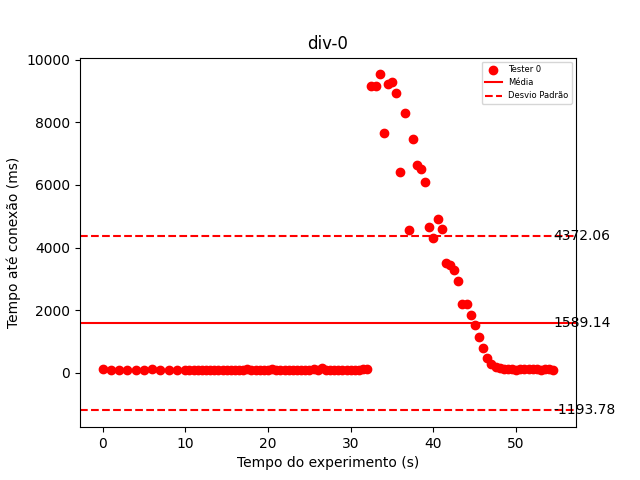 div-0
Tempo até conexão (ms)
10000
8000
6000
4000
2000
0
Tester 0
Média
Desvio Padrão
4372.06
1589.14
-1193.78
0 10 20 30 40 50
Tempo do experimento (s)